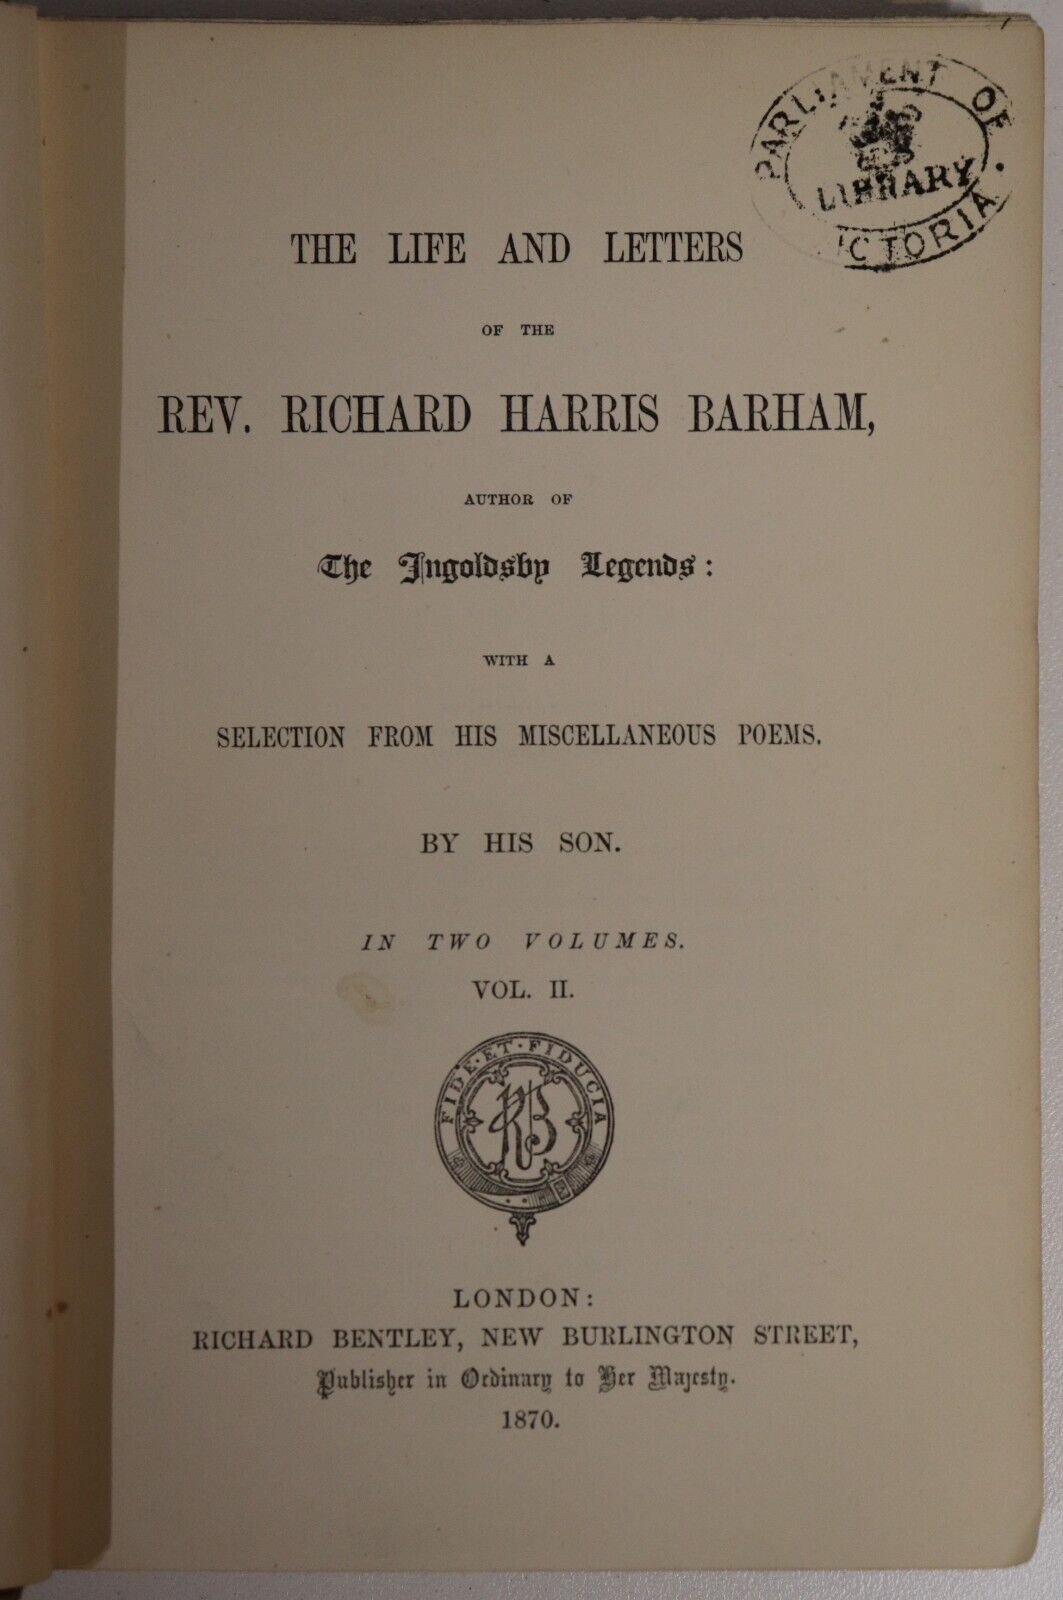 PARLIAMENT OF
LIBRARY
VICTORIA.
THE LIFE AND LETTERS
OF THE
REV. RICHARD HARRIS BARHAM,
AUTHOR OF
The Ingoldsby Legends:
WITH A
SELECTION FROM HIS MISCELLANEOUS POEMS.
BY HIS SON.
IN TWO VOLUMES.
VOL. II.
FIDE·ET·FIDUCIA
RB
LONDON:
RICHARD BENTLEY, NEW BURLINGTON STREET,
Publisher in Ordinary to Her Majesty.
1870.